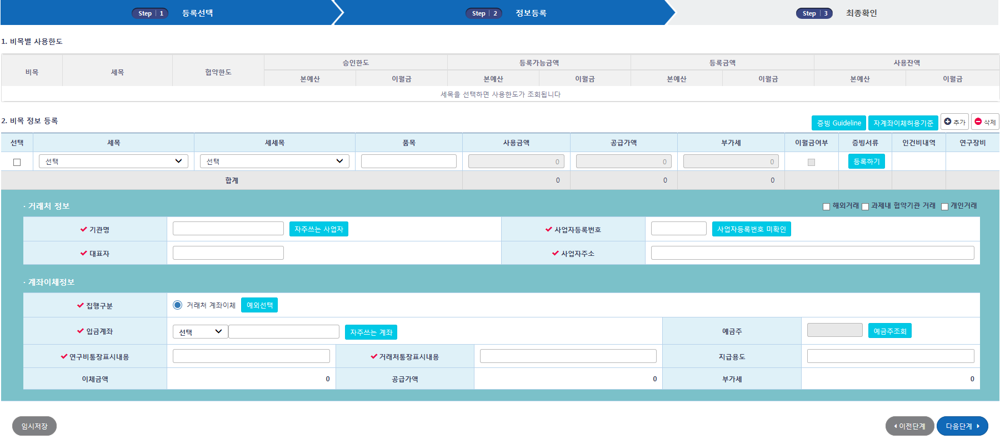 Step | 1 등록선택 Step | 2 정보등록 Step | 3 최종확인
1. 비목별 사용한도
비목 세목 협약한도 승인한도 등록가능금액 등록금액 사용잔액
본예산 이월금 본예산 이월금 본예산 이월금 본예산 이월금
세목을 선택하면 사용한도가 조회됩니다
2. 비목 정보 등록 증빙 Guideline 자계좌이체허용기준 추가 삭제
선택 세목 세세목 품목 사용금액 공급가액 부가세 이월금여부 증빙서류 인건비내역 연구장비
선택 선택 0 0 0 등록하기
합계 0 0 0
· 거래처 정보 해외거래 과제내 협약기관 거래 개인거래
기관명 자주쓰는 사업자 사업자등록번호 사업자등록번호 미확인
대표자 사업자주소
· 계좌이체정보
집행구분 거래처 계좌이체 예외선택
입금계좌 선택 자주쓰는 계좌 예금주 예금주조회
연구비통장표시내용 거래처통장표시내용 지급용도
이체금액 0 공급가액 0 부가세 0
임시저장 이전단계 다음단계